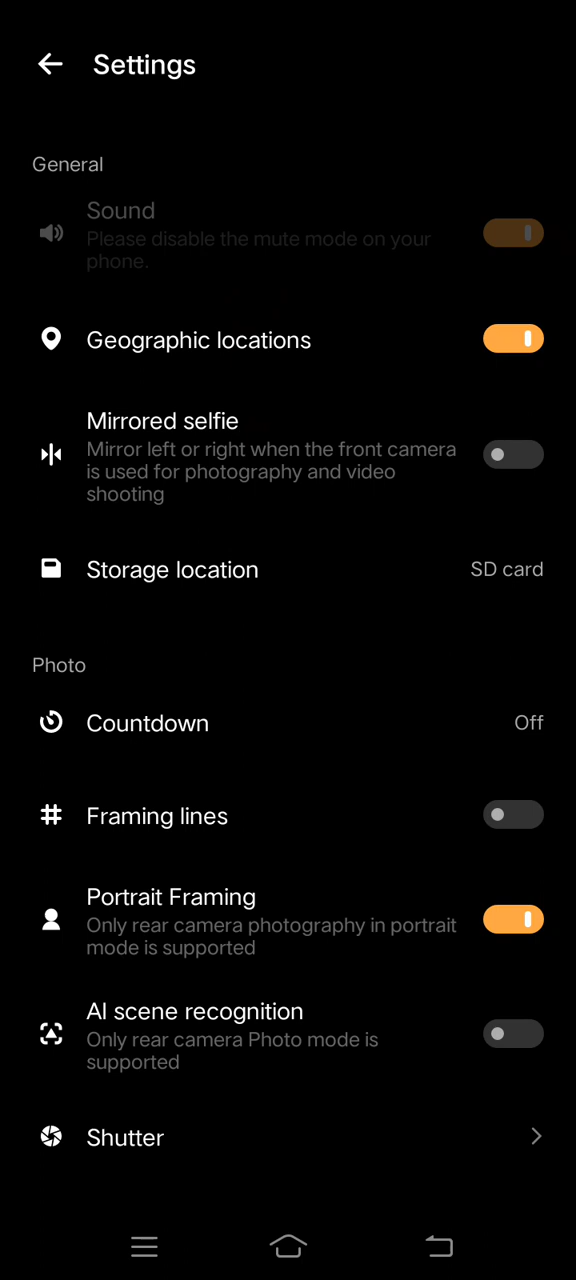 Settings
General
Sound
Please disable the mute mode on your
phone.
Geographic locations
Mirrored selfie
Mirror left or right when the front camera
is used for photography and video
shooting
Storage location
SD card
Photo
Countdown
Off
Framing lines
Portrait Framing
Only rear camera photography in portrait
mode is supported
AI scene recognition
Only rear camera Photo mode is
supported
Shutter